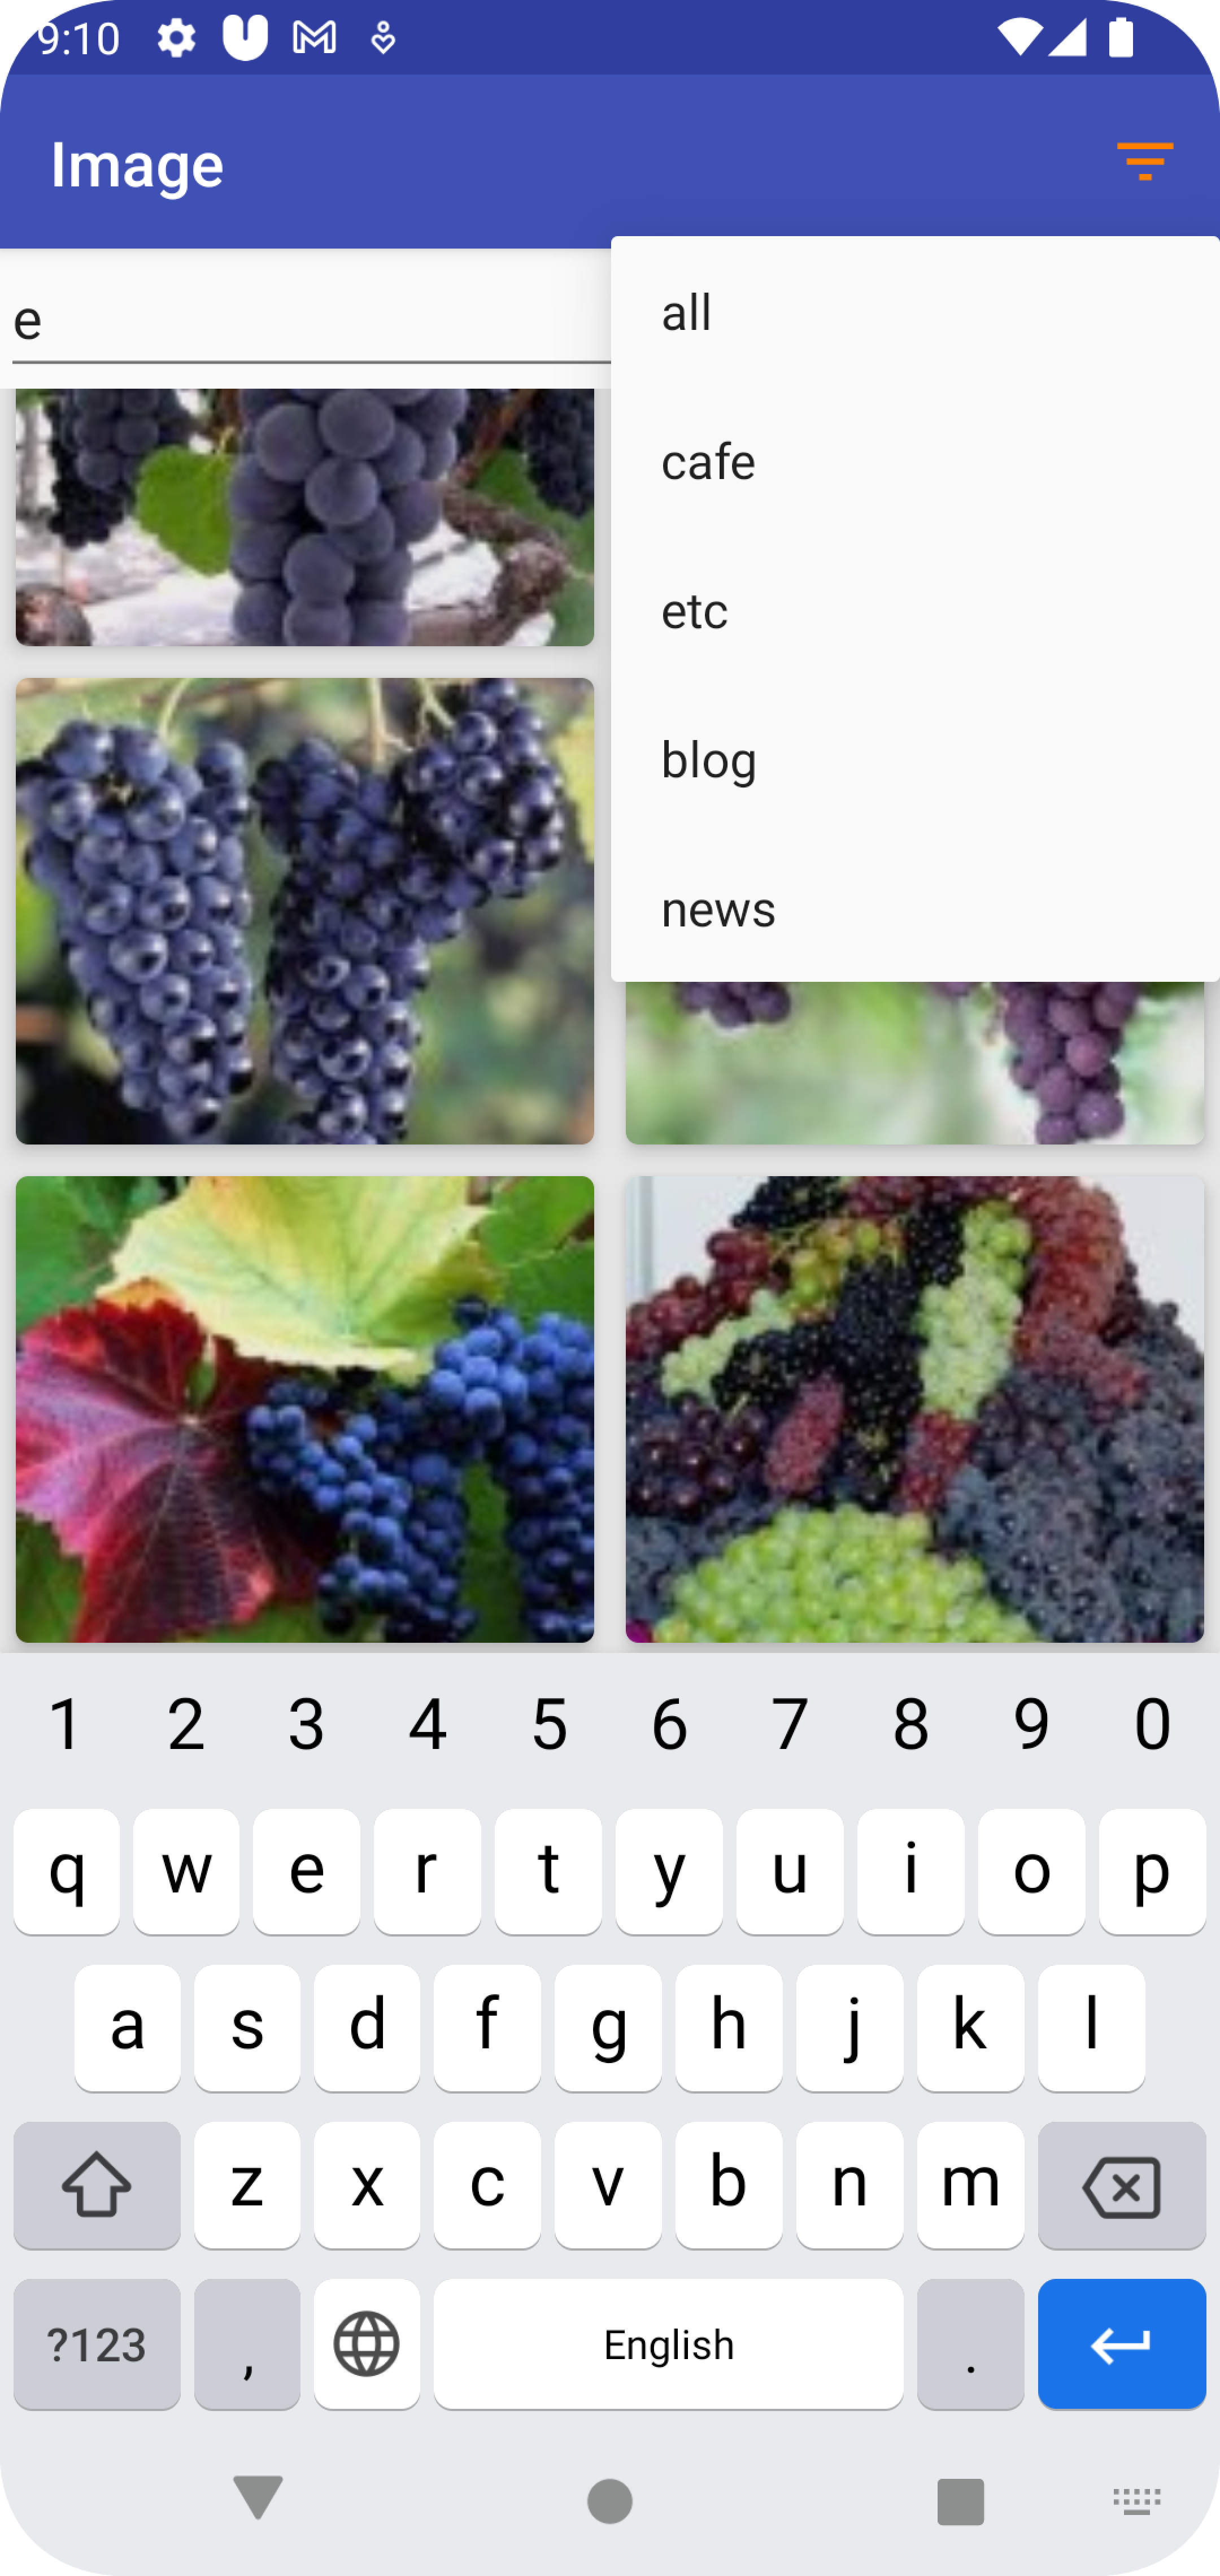 9:10
Image
e
all
cafe
etc
blog
news
1 2 3 4 5 6 7 8 9 0
q w e r t y u i o p
a s d f g h j k l
z x c v b n m
?123 , English .